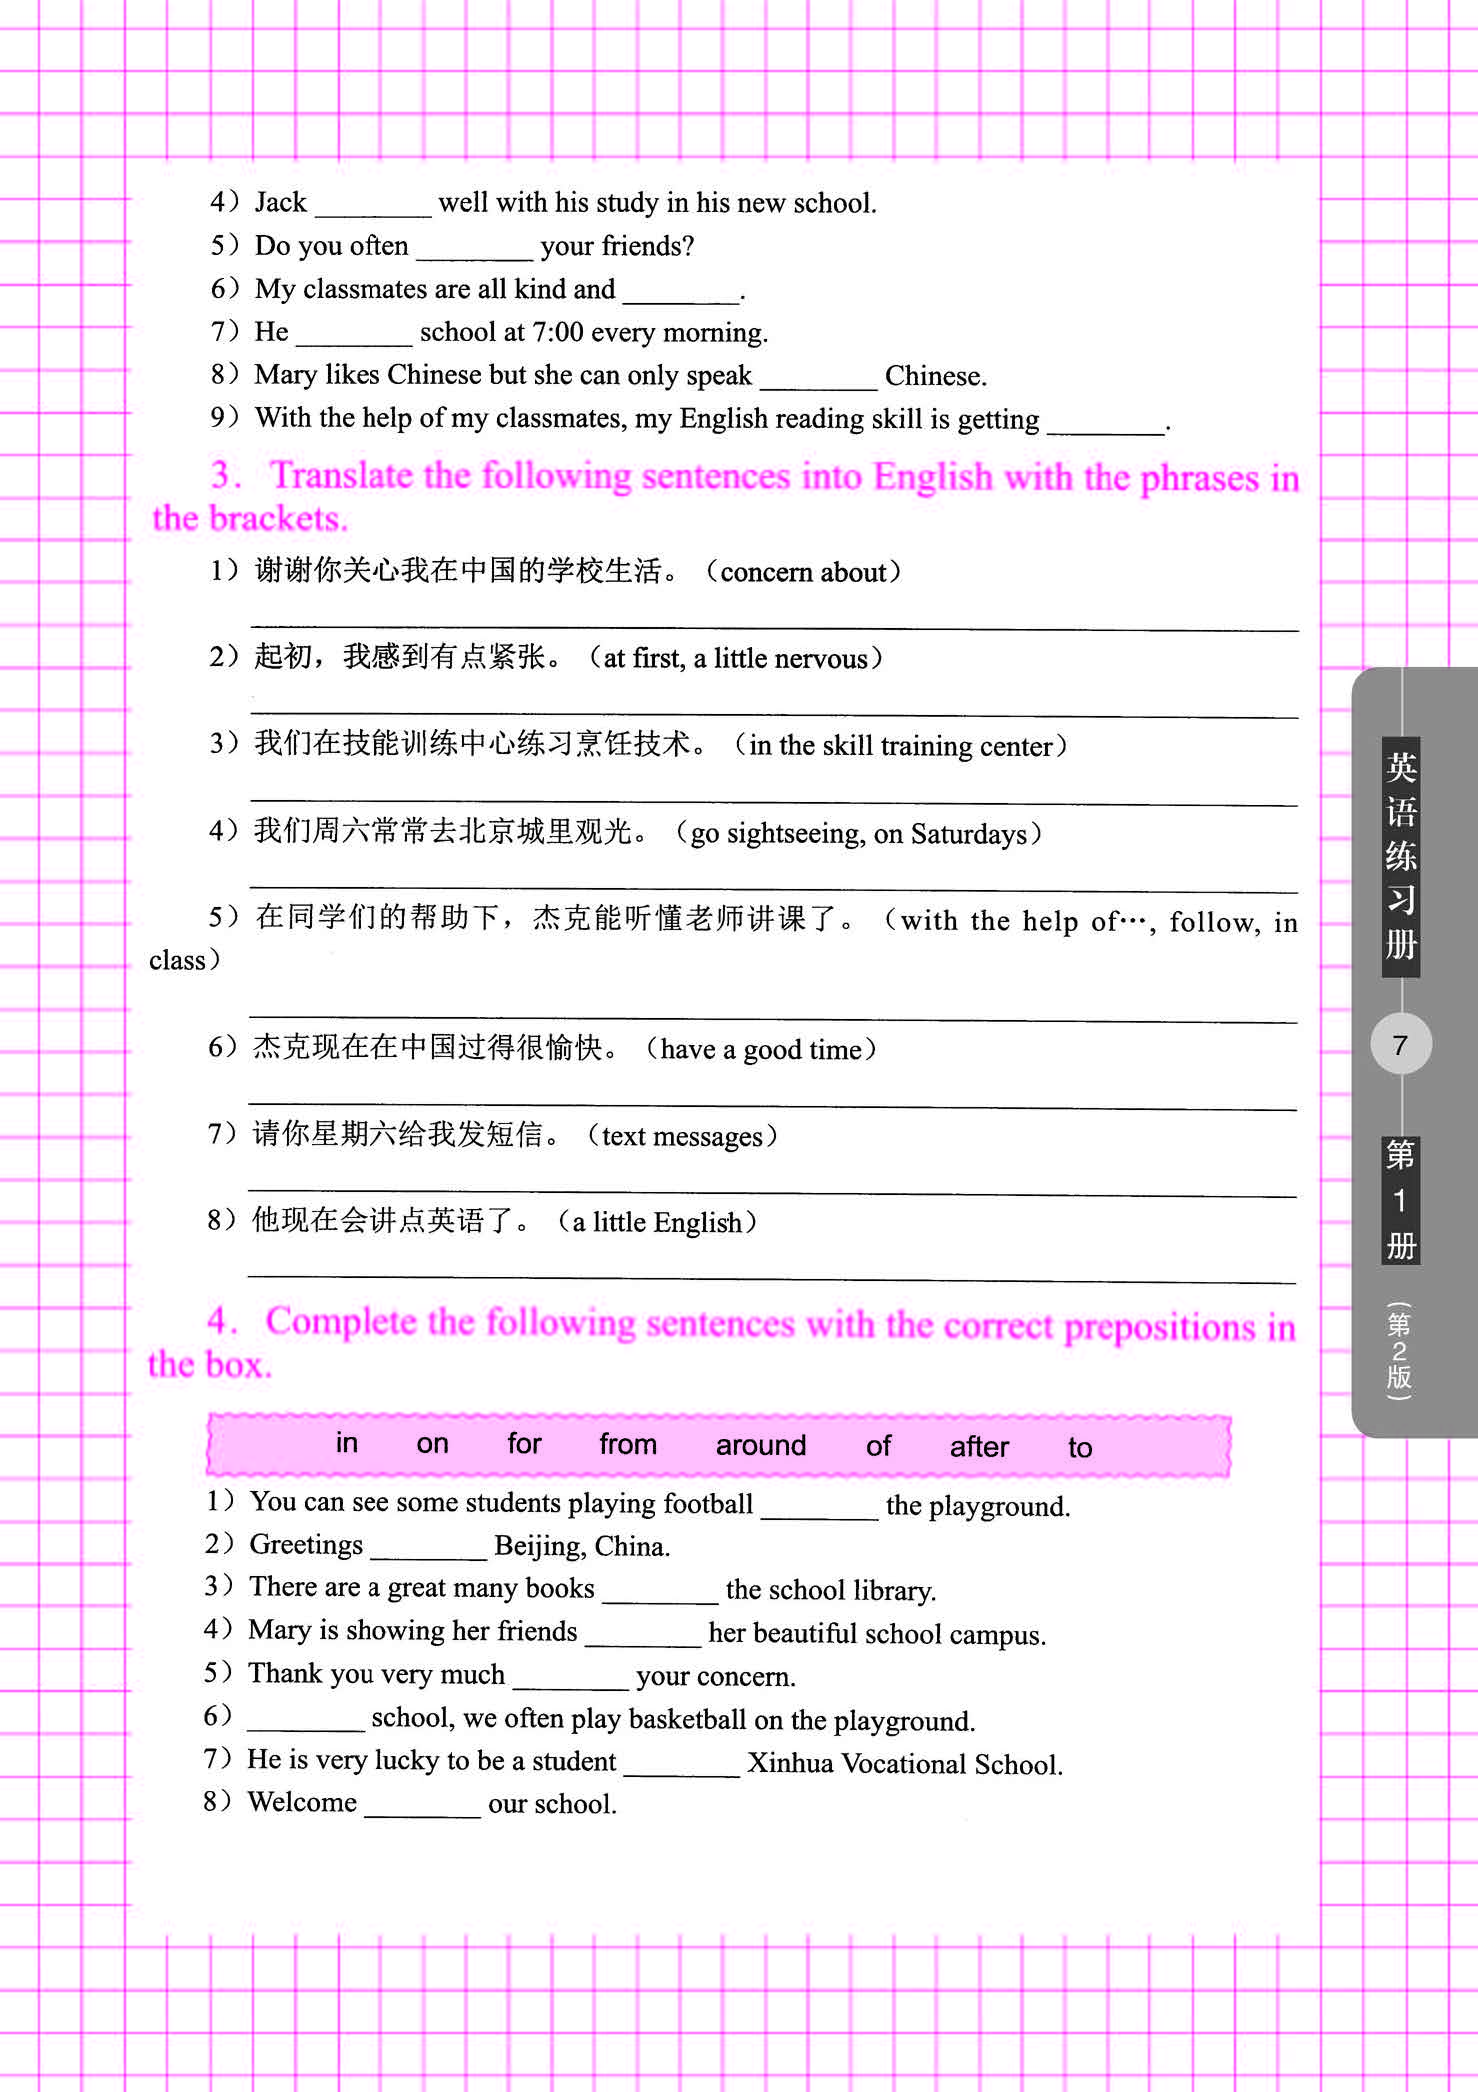 4）Jack ________ well with his study in his new school.
5）Do you often ________ your friends?
6）My classmates are all kind and ________.
7）He ________ school at 7:00 every morning.
8）Mary likes Chinese but she can only speak ________ Chinese.
9）With the help of my classmates, my English reading skill is getting ________.
3. Translate the following sentences into English with the phrases in
the brackets.
1）谢谢你关心我在中国的学校生活。（concern about）
2）起初，我感到有点紧张。（at first, a little nervous）
3）我们在技能训练中心练习烹饪技术。（in the skill training center）
4）我们周六常常去北京城里观光。（go sightseeing, on Saturdays）
5）在同学们的帮助下，杰克能听懂老师讲课了。（with the help of…, follow, in
class）
6）杰克现在在中国过得很愉快。（have a good time）
7）请你星期六给我发短信。（text messages）
8）他现在会讲点英语了。（a little English）
4. Complete the following sentences with the correct prepositions in
the box.
in on for from around of after to
1）You can see some students playing football ________ the playground.
2）Greetings ________ Beijing, China.
3）There are a great many books ________ the school library.
4）Mary is showing her friends ________ her beautiful school campus.
5）Thank you very much ________ your concern.
6）________ school, we often play basketball on the playground.
7）He is very lucky to be a student ________ Xinhua Vocational School.
8）Welcome ________ our school.
英语练习册
7
第1册
（第2版）